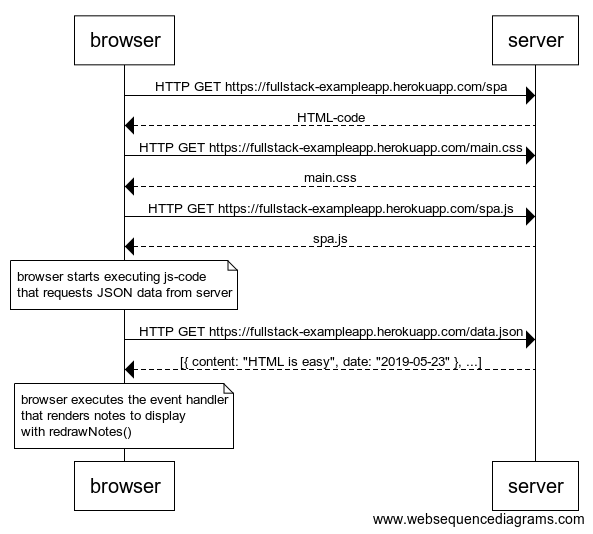 browser
server
HTTP GET https://fullstack-exampleapp.herokuapp.com/spa
HTML-code
HTTP GET https://fullstack-exampleapp.herokuapp.com/main.css
main.css
HTTP GET https://fullstack-exampleapp.herokuapp.com/spa.js
spa.js
browser starts executing js-code
that requests JSON data from server
HTTP GET https://fullstack-exampleapp.herokuapp.com/data.json
[{ content: "HTML is easy", date: "2019-05-23" }, ...]
browser executes the event handler
that renders notes to display
with redrawNotes()
browser
server
www.websequencediagrams.com